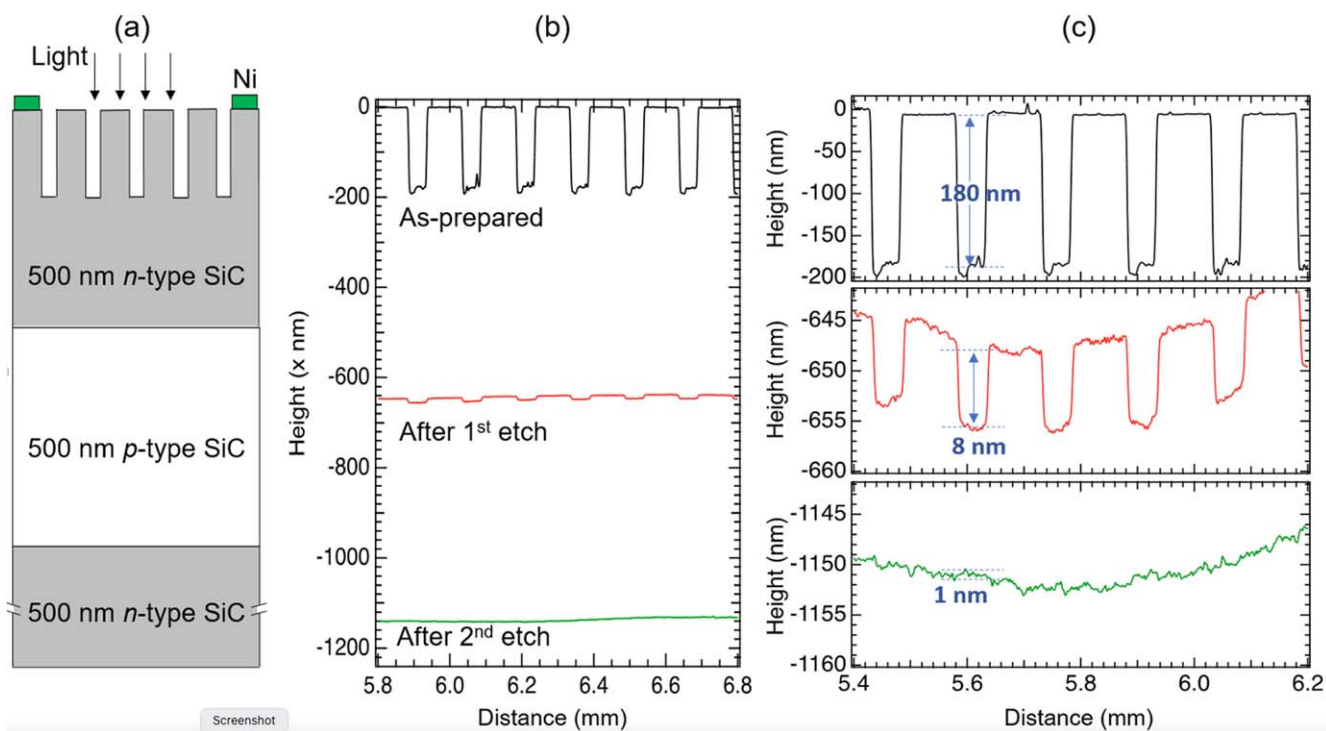 (a)
Light
Ni
500 nm n-type SiC
500 nm p-type SiC
500 nm n-type SiC
Screenshot
(b)
Height (x nm)
0
-200
-400
-600
-800
-1000
-1200
As-prepared
After 1st etch
After 2nd etch
5.8 6.0 6.2 6.4 6.6 6.8
Distance (mm)
(c)
Height (nm)
0
-50
-100
-150
-200
180 nm
Height (nm)
-645
-650
-655
-660
8 nm
Height (nm)
-1145
-1150
-1155
-1160
1 nm
5.4 5.6 5.8 6.0 6.2
Distance (mm)